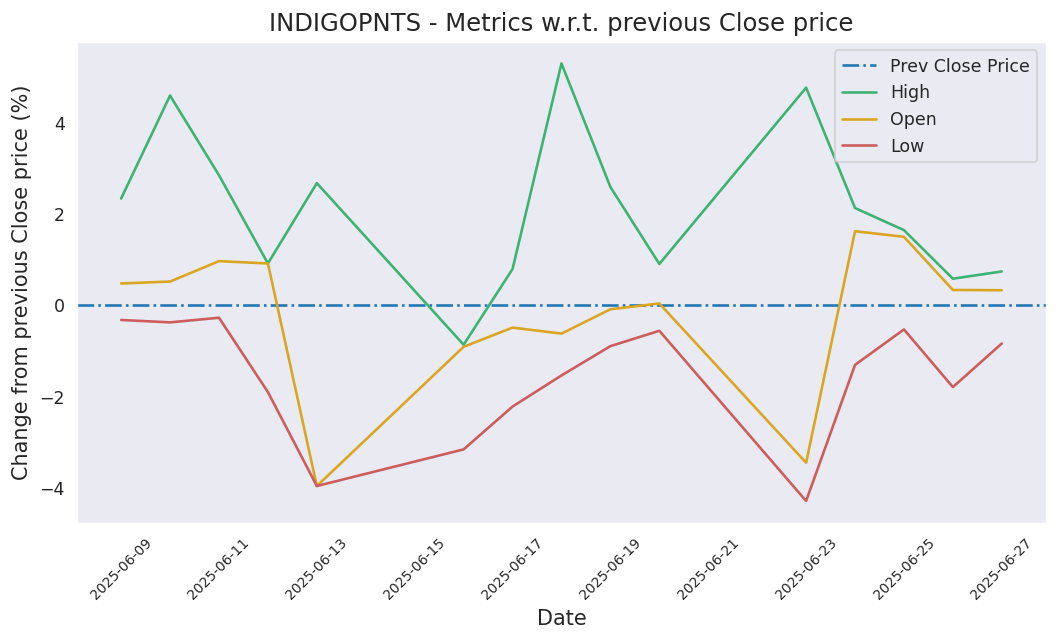 INDIGOPNTS - Metrics w.r.t. previous Close price
Change from previous Close price (%)
4
2
0
−2
−4
Prev Close Price
High
Open
Low
2025-06-09
2025-06-11
2025-06-13
2025-06-15
2025-06-17
2025-06-19
2025-06-21
2025-06-23
2025-06-25
2025-06-27
Date